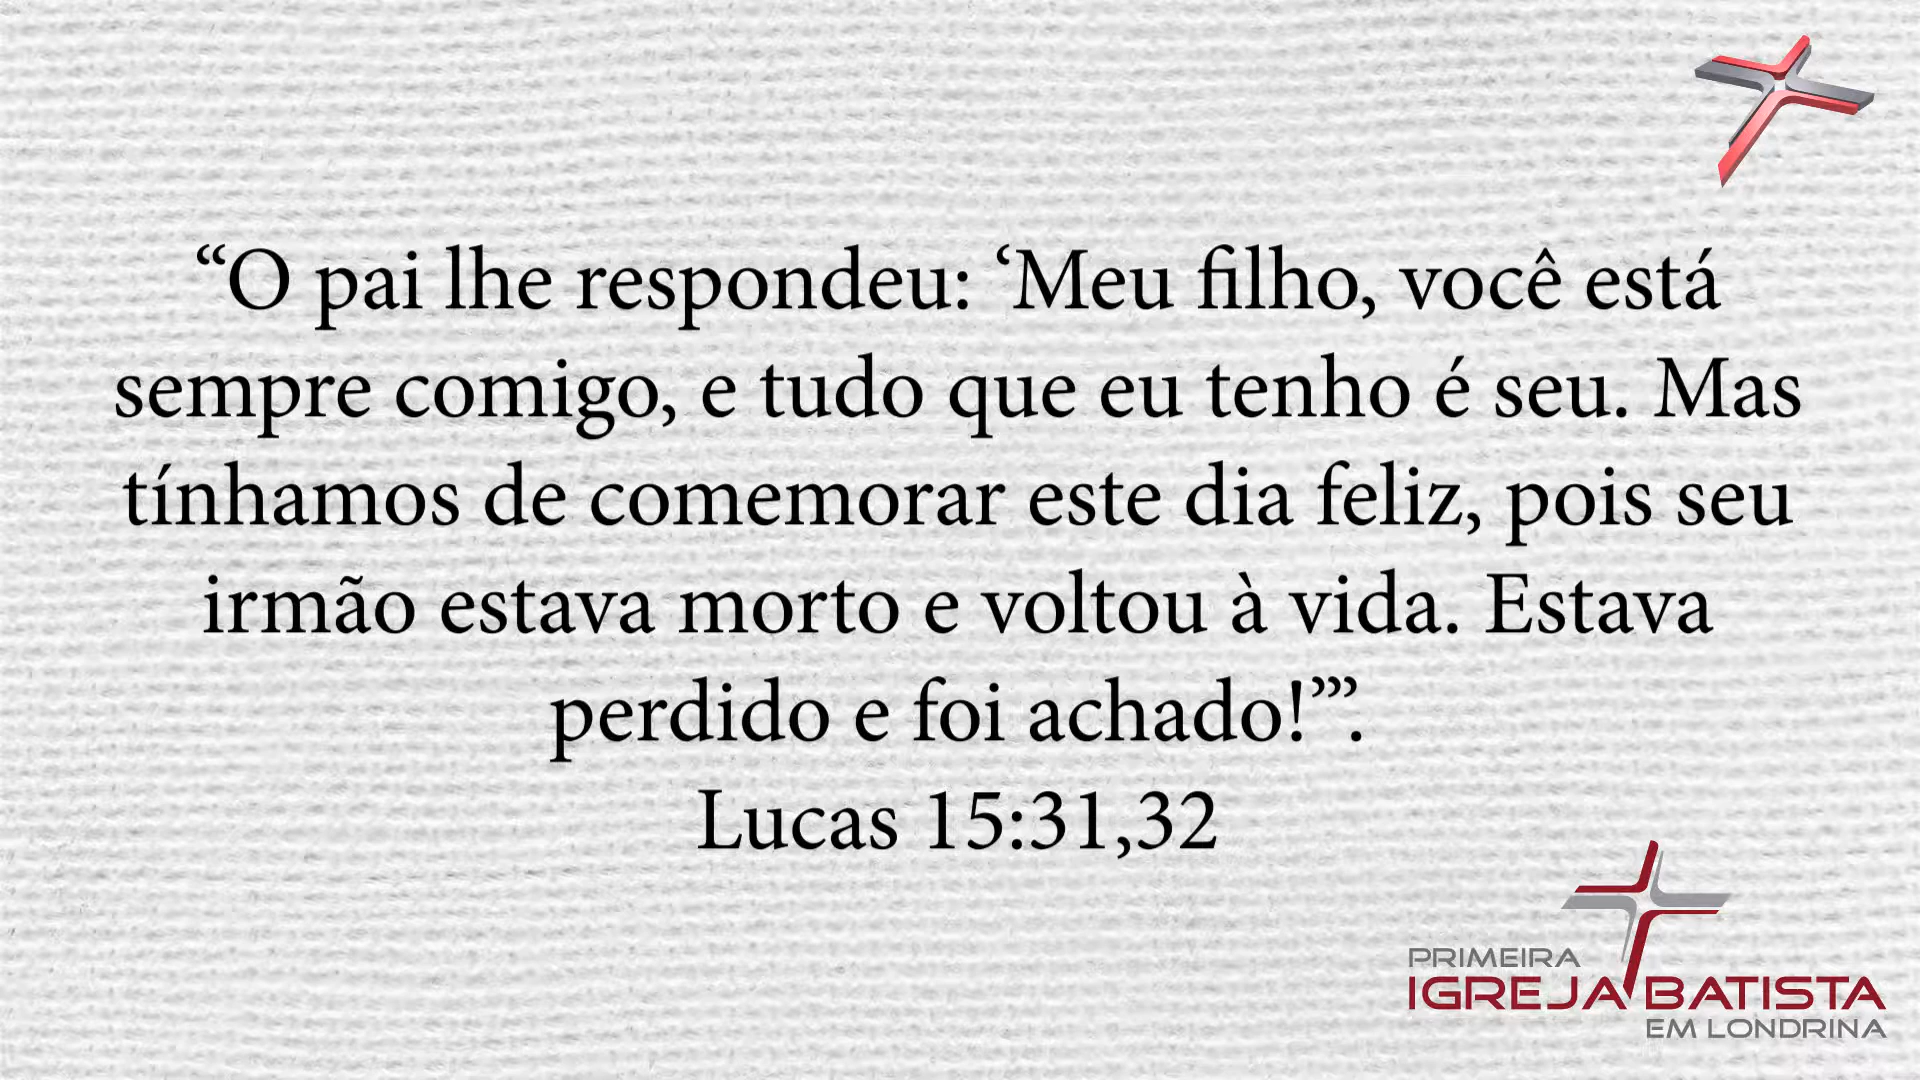 “O pai lhe respondeu: ‘Meu filho, você está
sempre comigo, e tudo que eu tenho é seu. Mas
tínhamos de comemorar este dia feliz, pois seu
irmão estava morto e voltou à vida. Estava
perdido e foi achado!’”’.
Lucas 15:31,32
PRIMEIRA
IGREJA BATISTA
EM LONDRINA